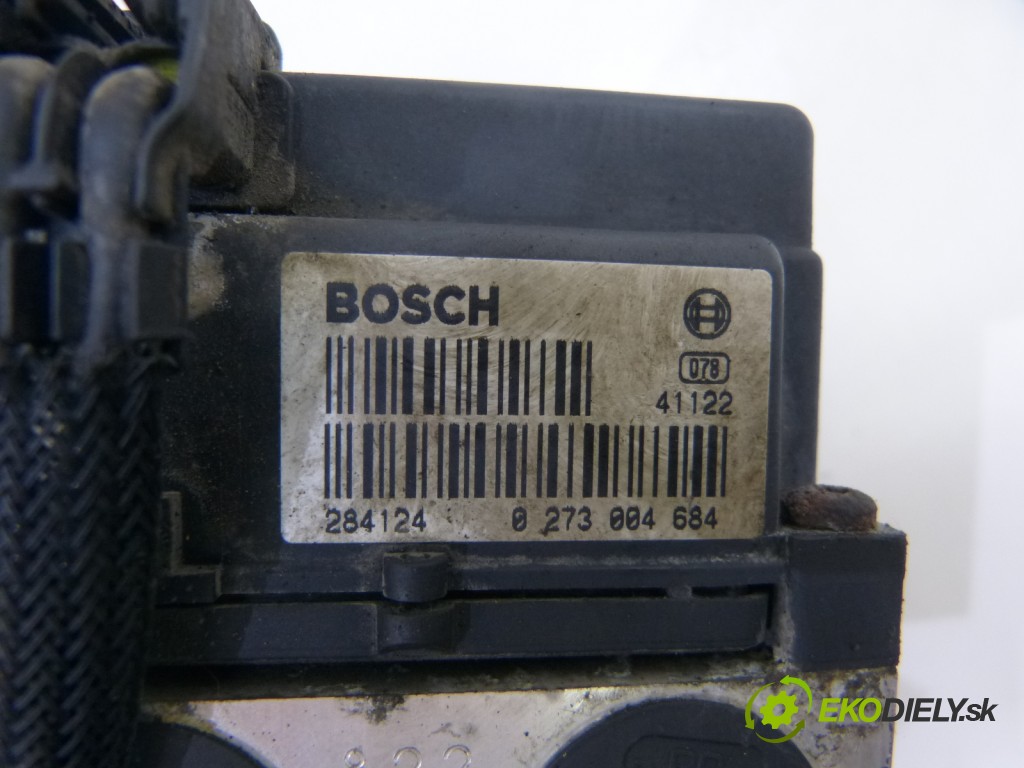 BOSCH
078
41122
284124 0 273 004 684
EKODIELY.sk